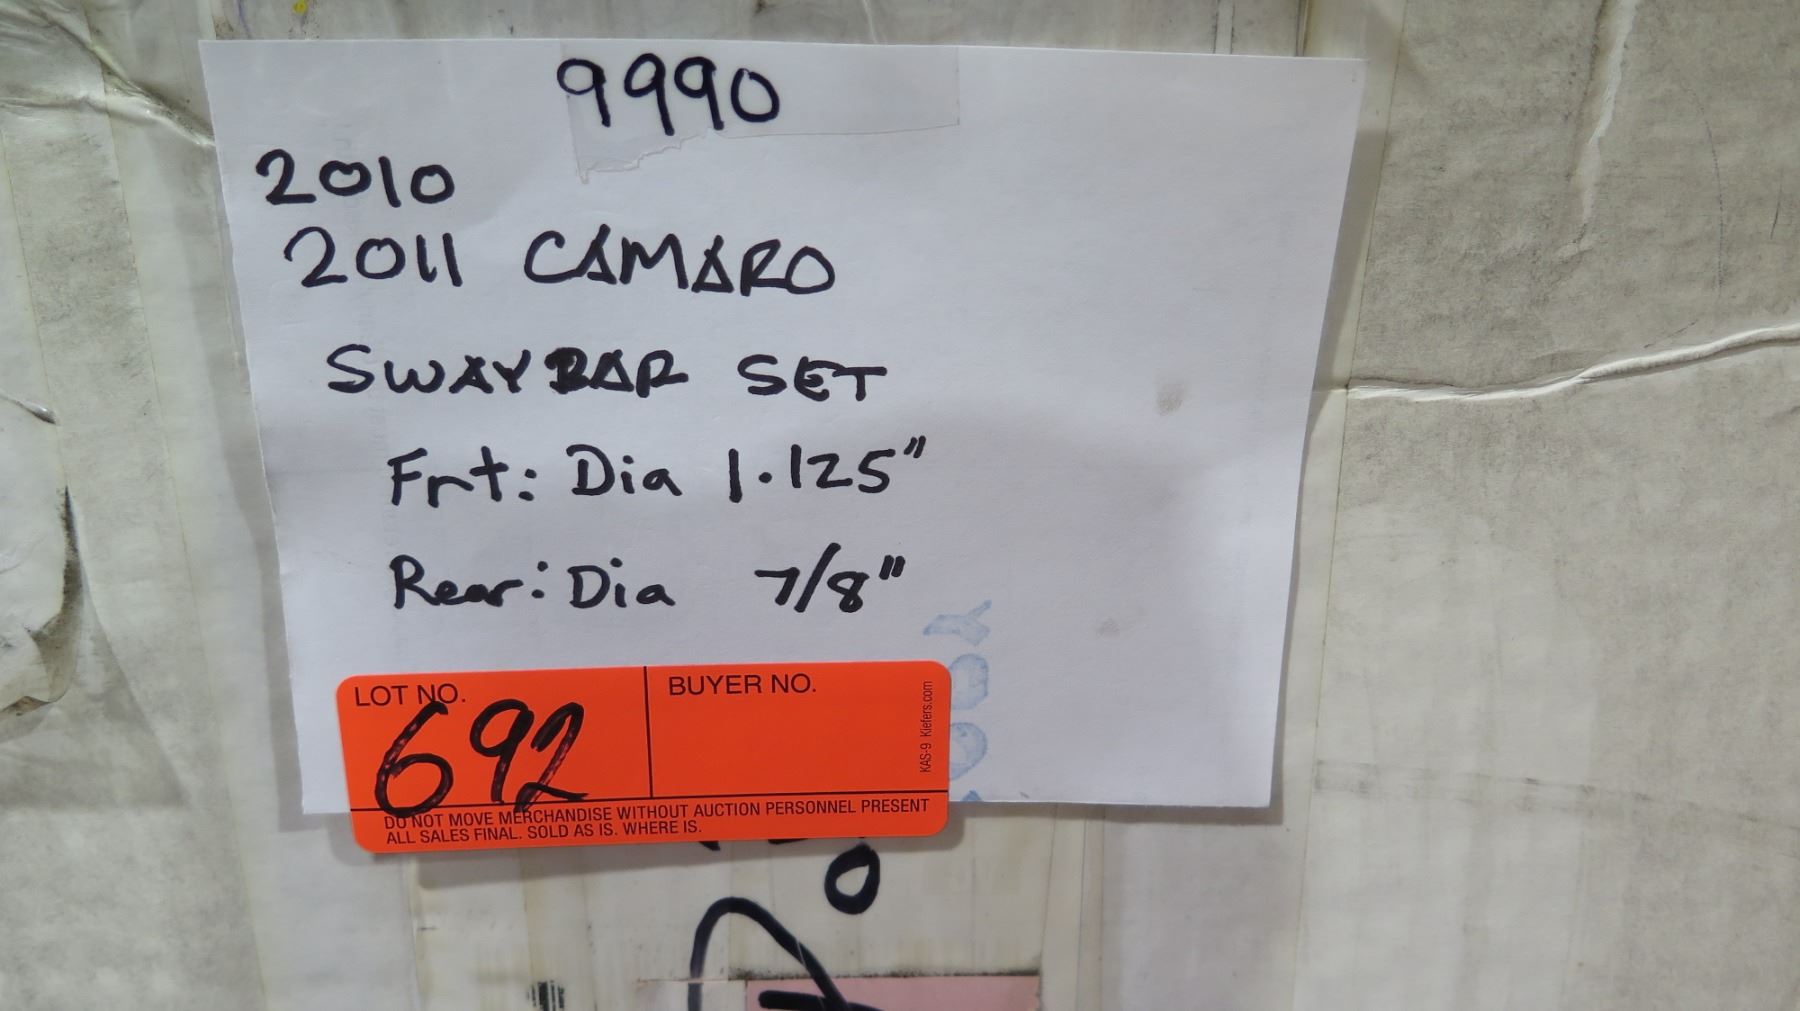 9990
2010
2011 CAMARO
SWAYBAR SET
Frt: Dia 1.125"
Rear: Dia 7/8"
LOT NO.
692
BUYER NO.
KAS-9 Kiefers.com
DO NOT MOVE MERCHANDISE WITHOUT AUCTION PERSONNEL PRESENT
ALL SALES FINAL. SOLD AS IS. WHERE IS.